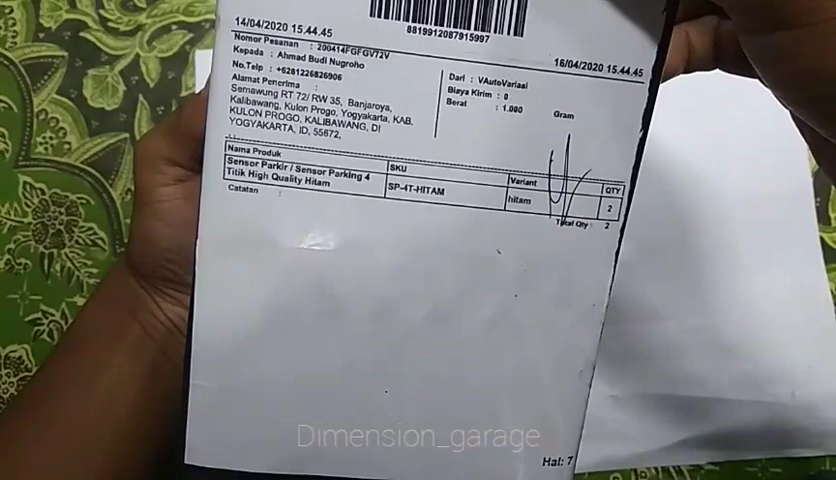 8819912087915997
14/04/2020 15.44.45
16/04/2020 15.44.45
Nomor Pesanan : 200414FGFGV72V
Kepada : Ahmad Budi Nugroho
No.Telp : +6281226826906
Alamat Penerima :
Semawung RT 72/ RW 35, Banjaroya,
Kalibawang, Kulon Progo, Yogyakarta, KAB.
KULON PROGO, KALIBAWANG, DI
YOGYAKARTA, ID, 55672,
Dari : VAutoVariasi
Biaya Kirim : 0
Berat : 1.000 Gram
Nama Produk SKU Variant QTY
Sensor Parkir / Sensor Parking 4 SP-4T-HITAM hitam 2
Titik High Quality Hitam
Catatan :
Total Qty : 2
Dimension_garage
Hal: 7